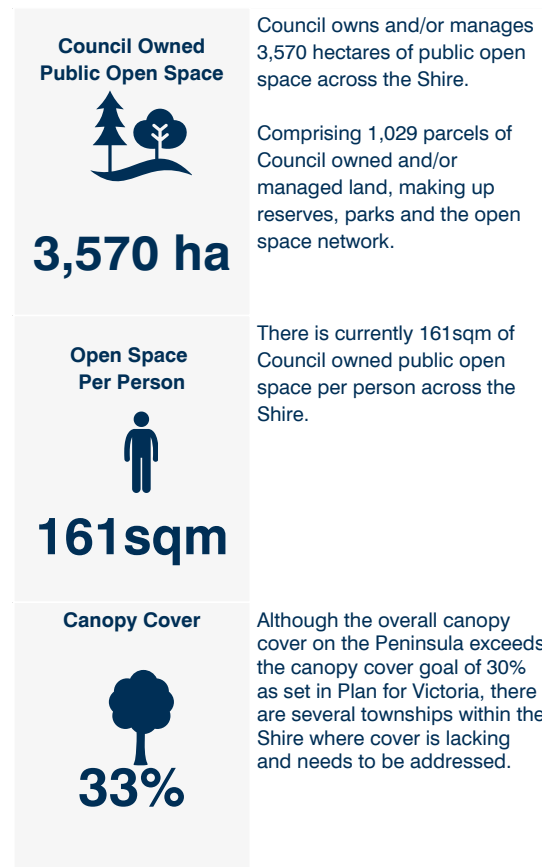 Council Owned
Public Open Space
3,570 ha
Council owns and/or manages
3,570 hectares of public open
space across the Shire.
Comprising 1,029 parcels of
Council owned and/or
managed land, making up
reserves, parks and the open
space network.
Open Space
Per Person
161sqm
There is currently 161sqm of
Council owned public open
space per person across the
Shire.
Canopy Cover
33%
Although the overall canopy
cover on the Peninsula exceeds
the canopy cover goal of 30%
as set in Plan for Victoria, there
are several townships within the
Shire where cover is lacking
and needs to be addressed.